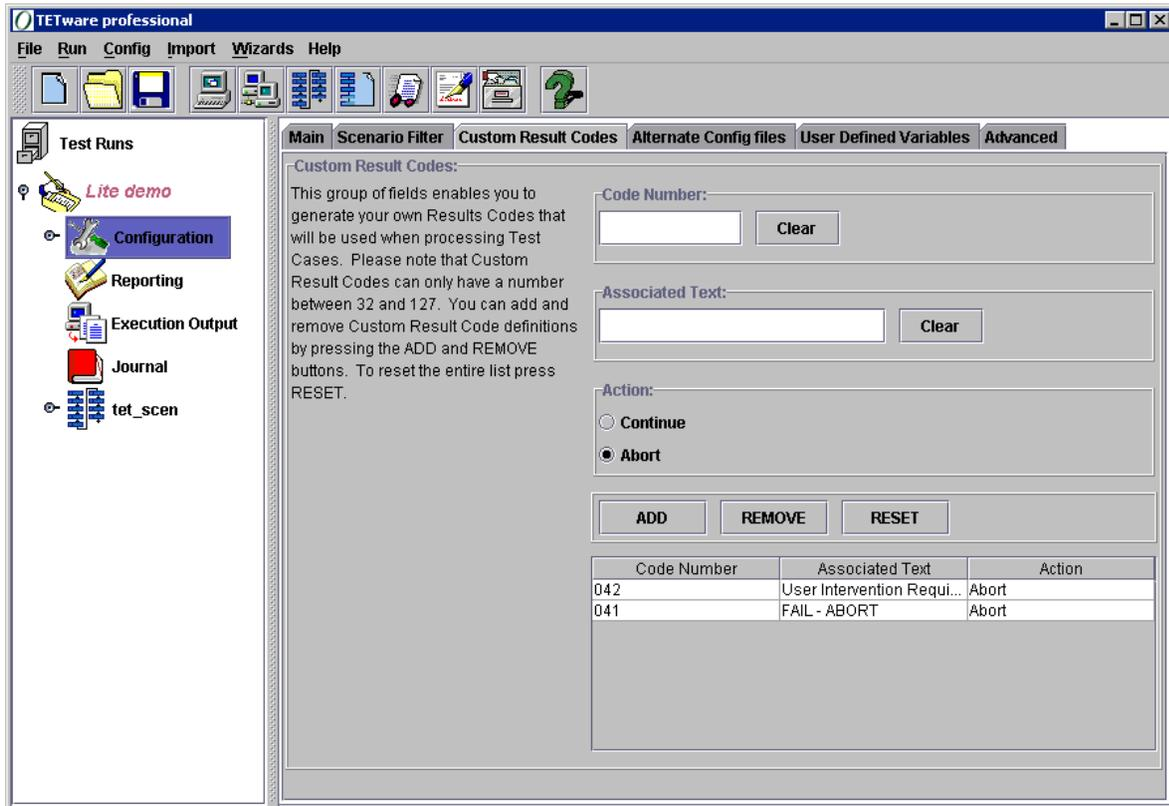 TETware professional
File Run Config Import Wizards Help
Test Runs
Lite demo
Configuration
Reporting
Execution Output
Journal
tet_scen
Main Scenario Filter Custom Result Codes Alternate Config files User Defined Variables Advanced
Custom Result Codes:
This group of fields enables you to
generate your own Results Codes that
will be used when processing Test
Cases. Please note that Custom
Result Codes can only have a number
between 32 and 127. You can add and
remove Custom Result Code definitions
by pressing the ADD and REMOVE
buttons. To reset the entire list press
RESET.
Code Number:
Clear
Associated Text:
Clear
Action:
Continue
Abort
ADD REMOVE RESET
Code Number Associated Text Action
042 User Intervention Requi... Abort
041 FAIL - ABORT Abort